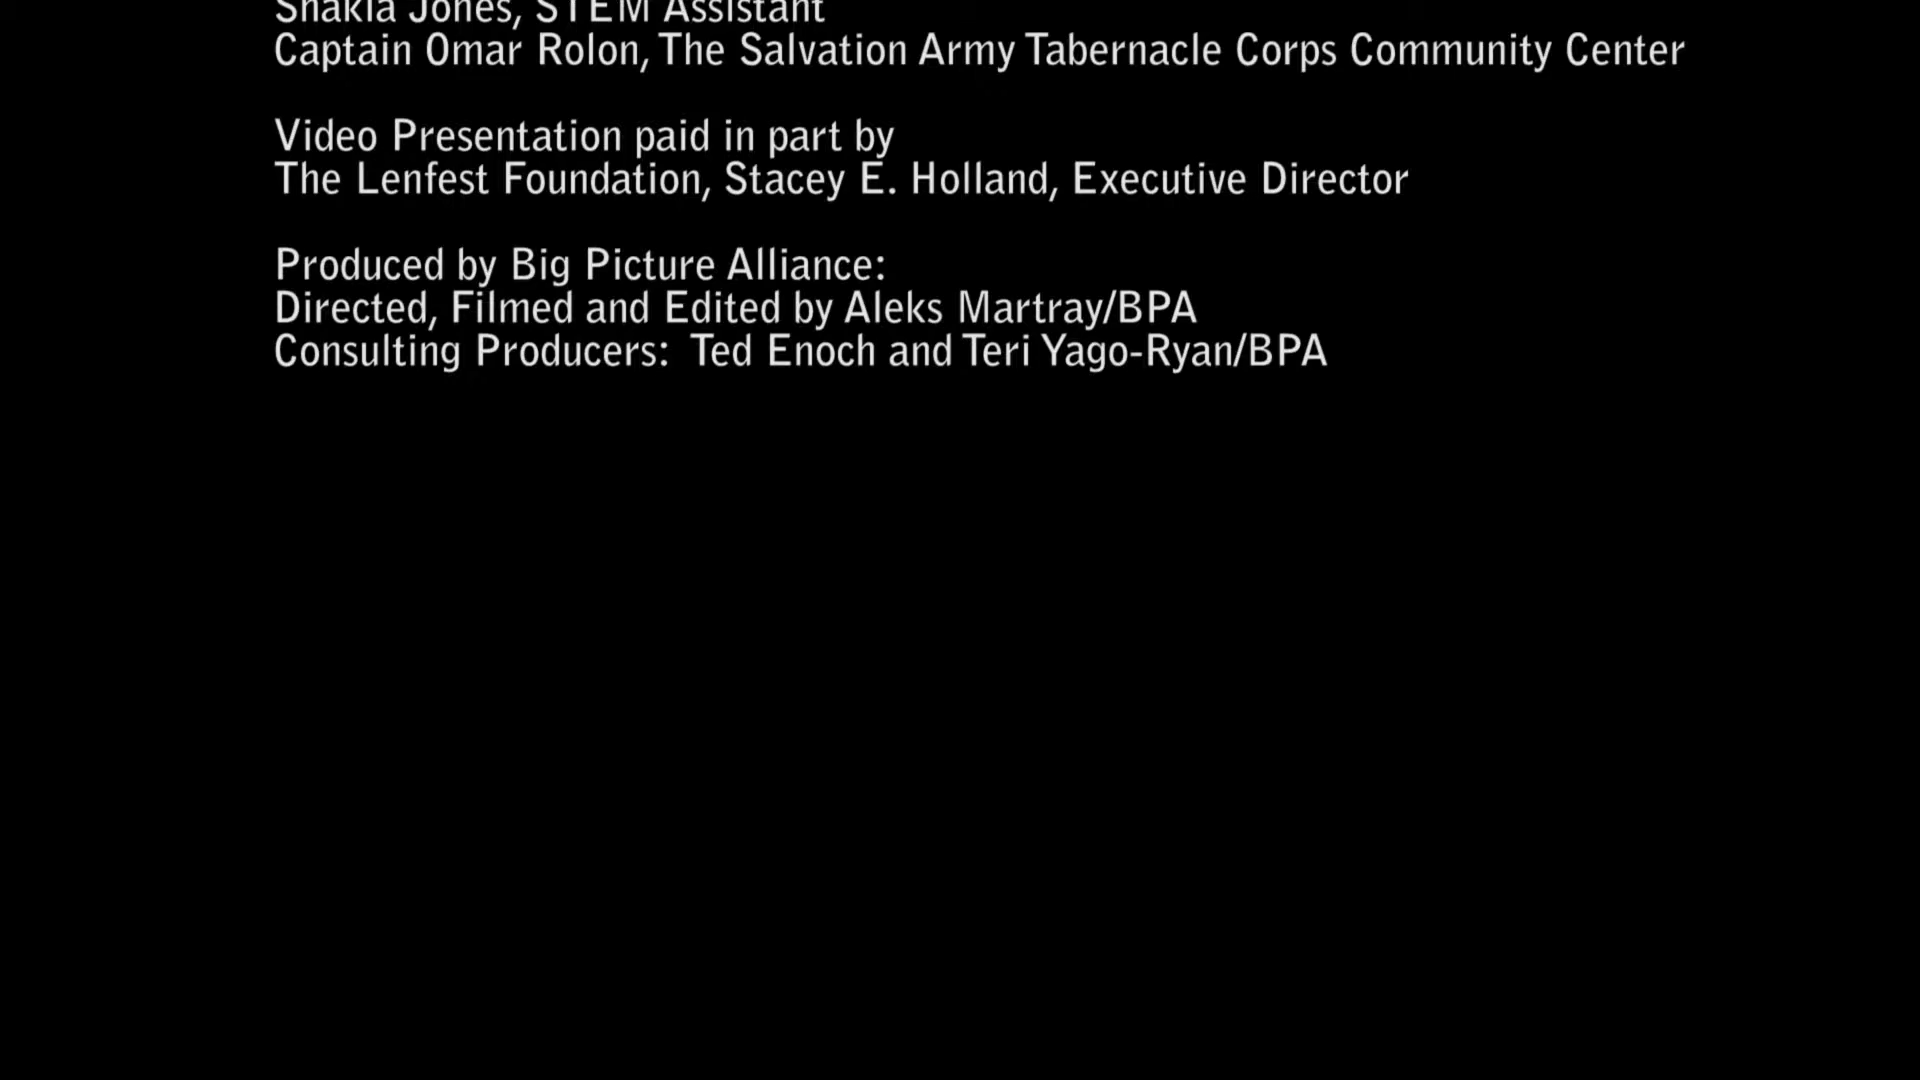 Shakia Jones, STEM Assistant
Captain Omar Rolon, The Salvation Army Tabernacle Corps Community Center
Video Presentation paid in part by
The Lenfest Foundation, Stacey E. Holland, Executive Director
Produced by Big Picture Alliance:
Directed, Filmed and Edited by Aleks Martray/BPA
Consulting Producers: Ted Enoch and Teri Yago-Ryan/BPA